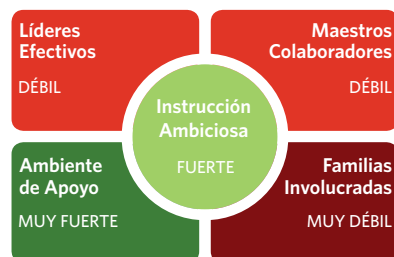 Líderes
Efectivos
DÉBIL
Maestros
Colaboradores
DÉBIL
Instrucción
Ambiciosa
FUERTE
Ambiente
de Apoyo
MUY FUERTE
Familias
Involucradas
MUY DÉBIL